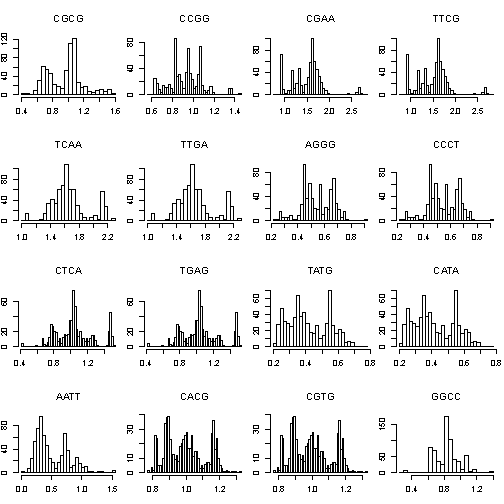 CGCG CCGG CGAA TTCG
0 40 80 120 0 40 80 0 40 80 0 40 80
0.4 0.8 1.2 1.6 0.6 0.8 1.0 1.2 1.4 1.0 1.5 2.0 2.5 1.0 1.5 2.0 2.5
TCAA TTGA AGGG CCCT
0 40 80 0 40 80 0 40 80 0 40 80
1.0 1.4 1.8 2.2 1.0 1.4 1.8 2.2 0.2 0.4 0.6 0.8 0.2 0.4 0.6 0.8
CTCA TGAG TATG CATA
0 20 60 0 20 60 0 20 40 60 0 20 40 60
0.4 0.8 1.2 0.4 0.8 1.2 0.2 0.4 0.6 0.8 0.2 0.4 0.6 0.8
AATT CACG CGTG GGCC
0 40 80 0 20 40 0 20 40 0 50 150
0.0 0.5 1.0 1.5 0.8 1.0 1.2 0.8 1.0 1.2 0.4 0.8 1.2